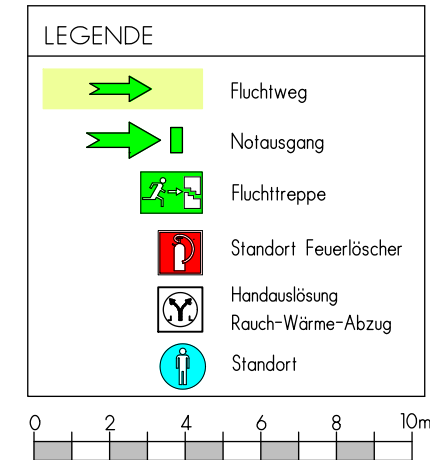 LEGENDE
Fluchtweg
Notausgang
Fluchttreppe
Standort Feuerlöscher
Handauslösung
Rauch-Wärme-Abzug
Standort
0 2 4 6 8 10m